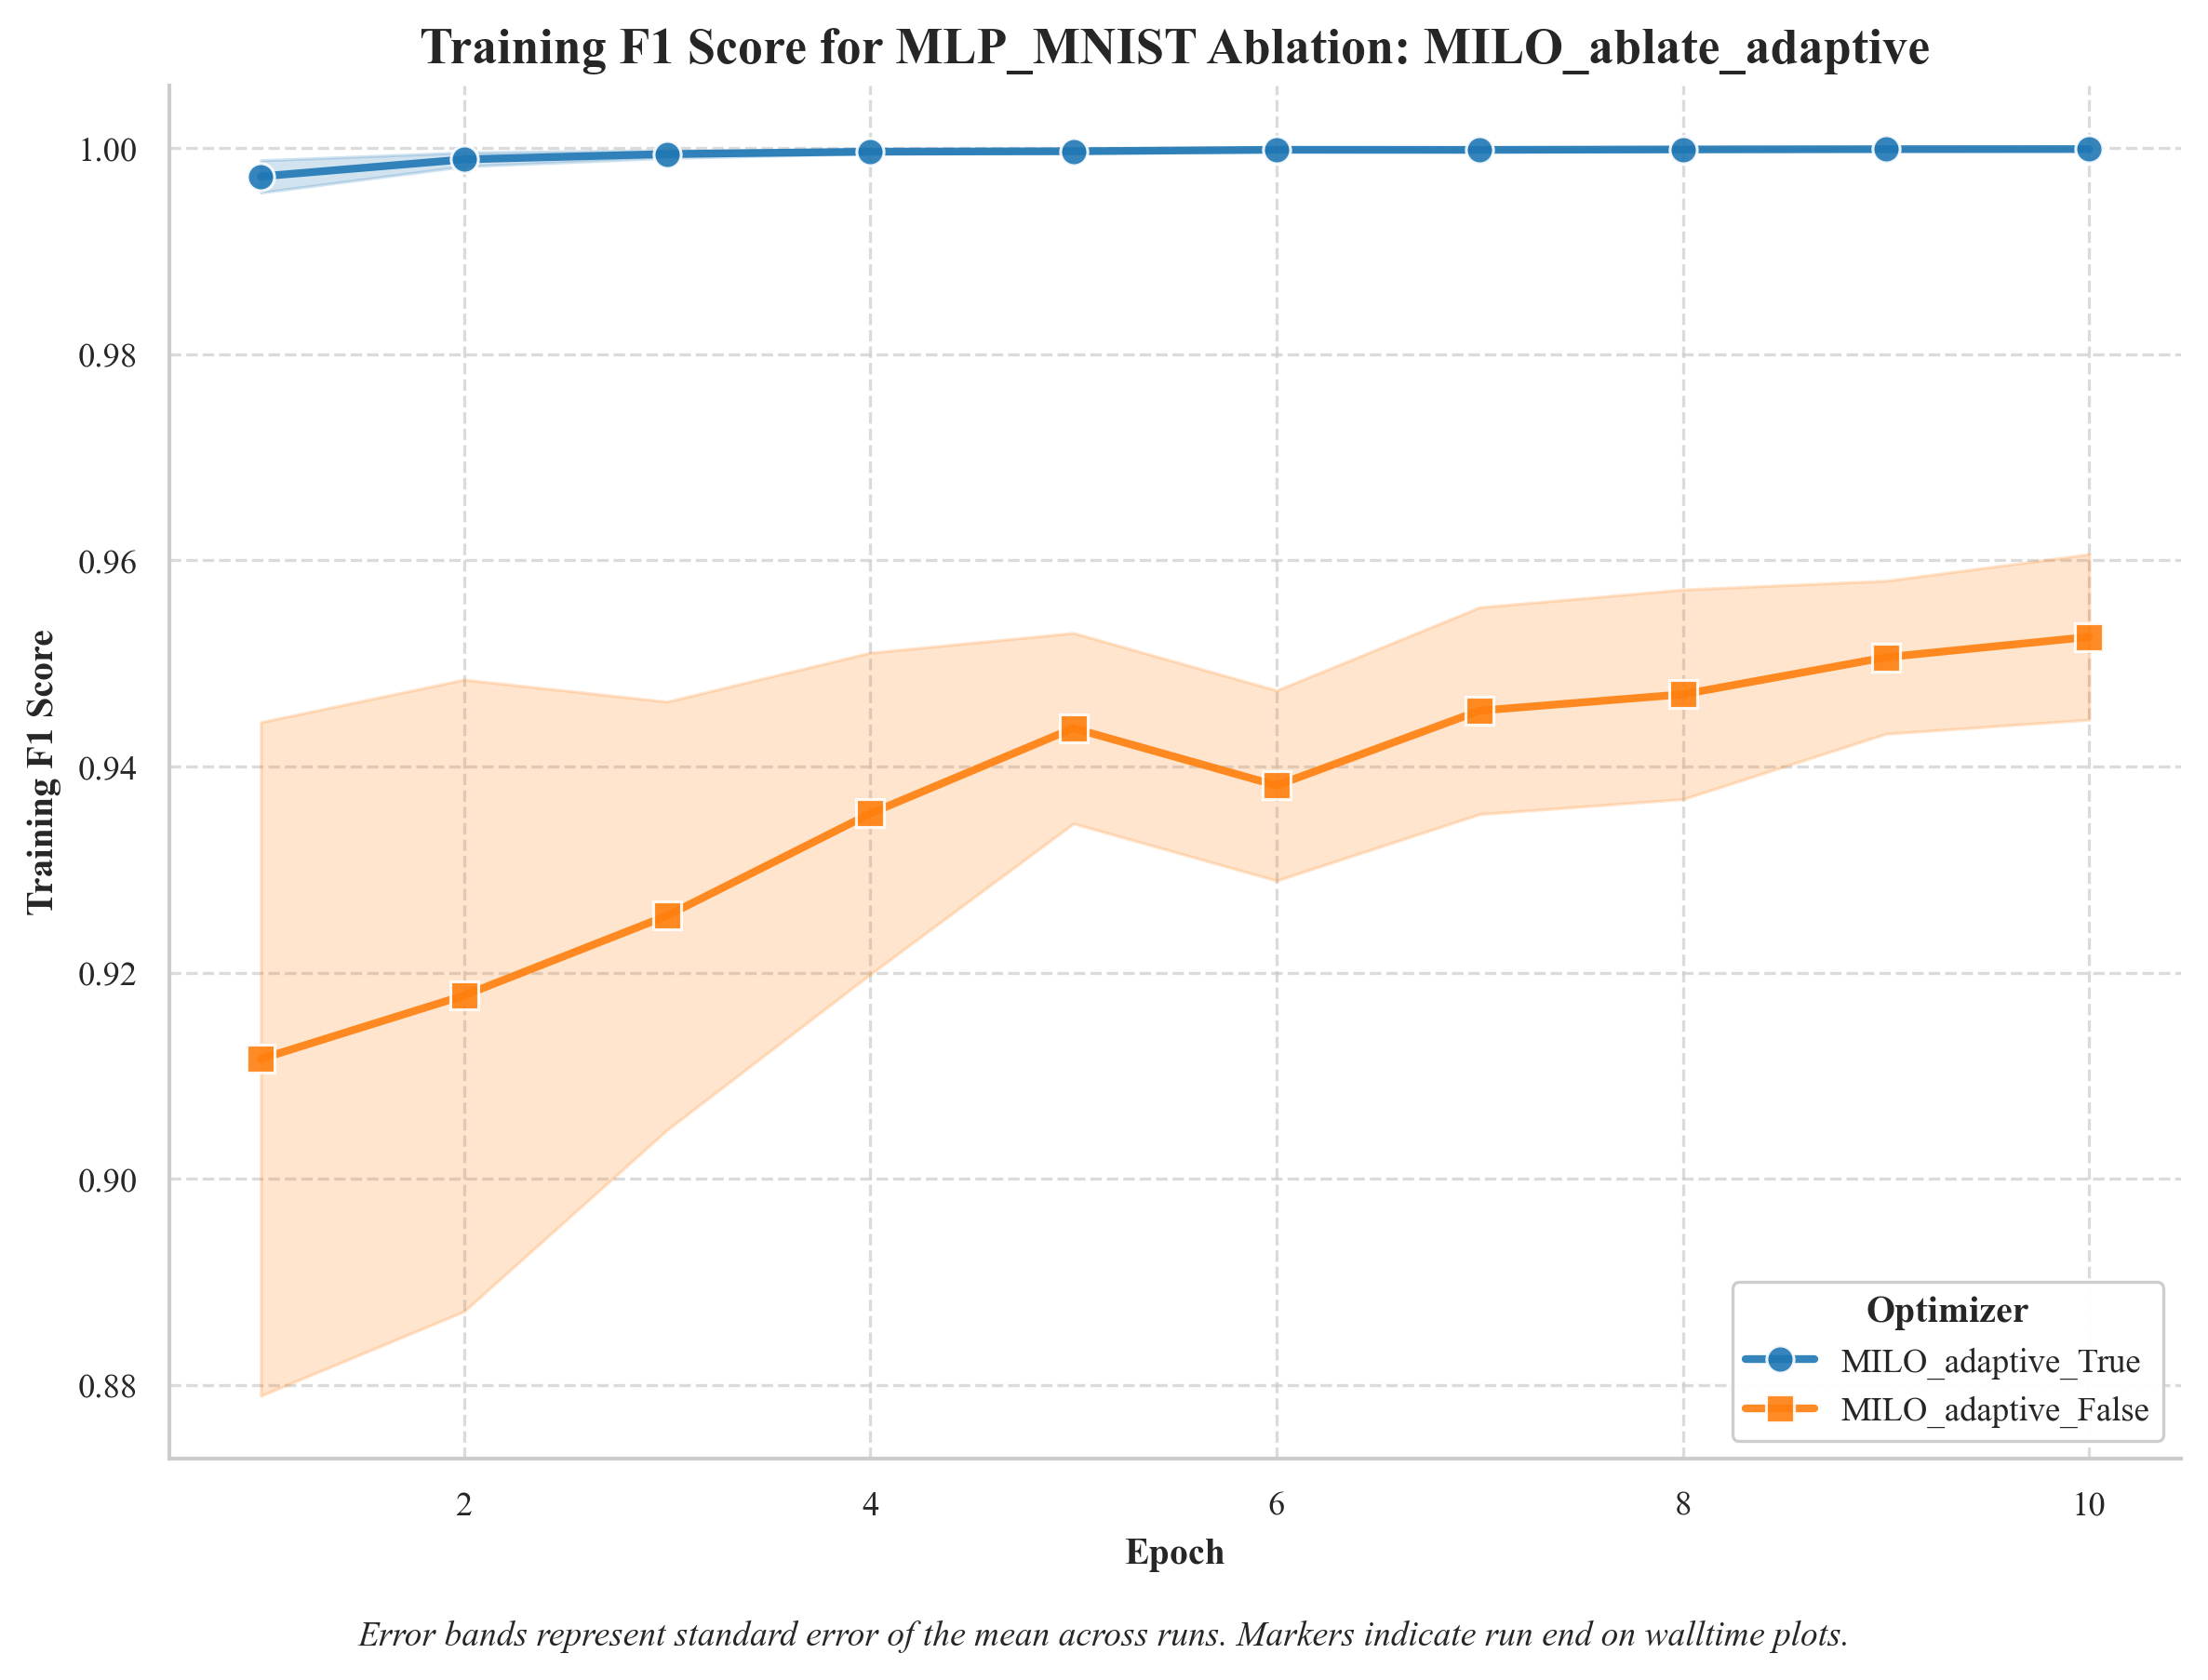 Training F1 Score for MLP_MNIST Ablation: MILO_ablate_adaptive
1.00
0.98
0.96
0.94
0.92
0.90
0.88
Training F1 Score
2
4
6
8
10
Epoch
Optimizer
MILO_adaptive_True
MILO_adaptive_False
Error bands represent standard error of the mean across runs. Markers indicate run end on walltime plots.